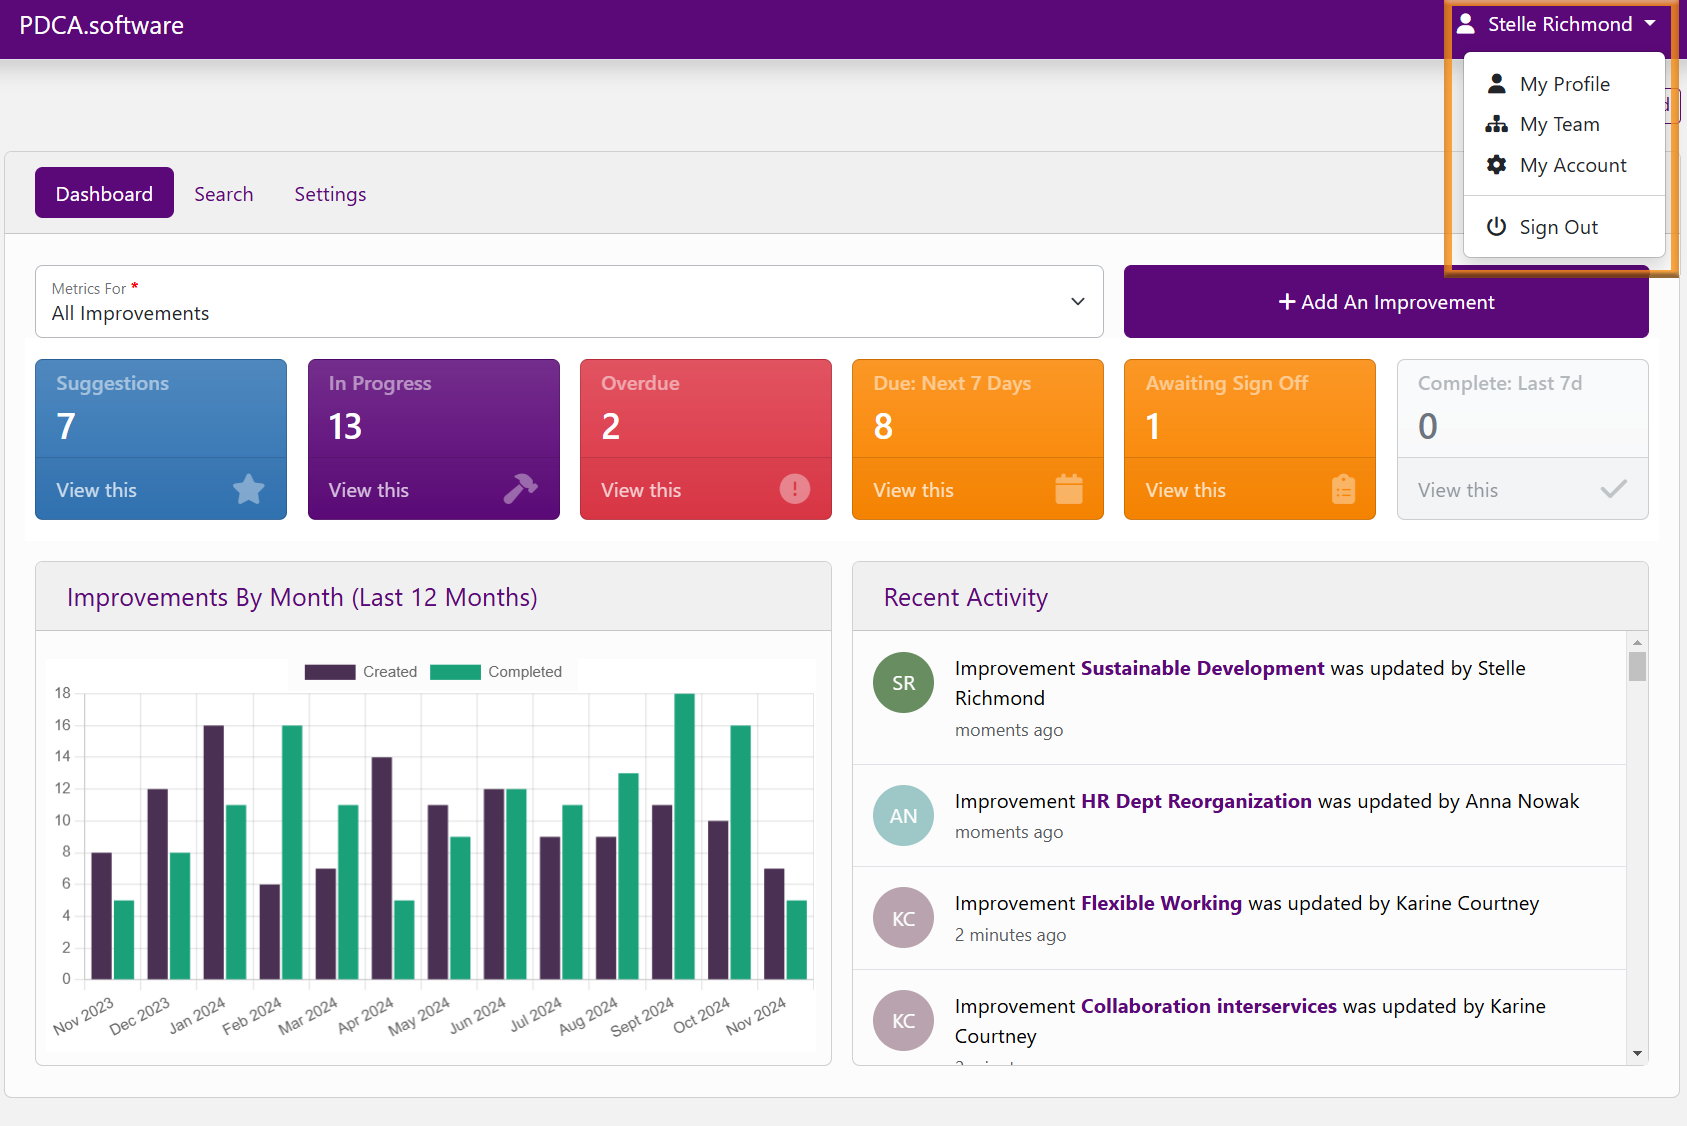 PDCA.software
Stelle Richmond
My Profile
My Team
My Account
Sign Out
Dashboard
Search
Settings
Metrics For *
All Improvements
Add An Improvement
Suggestions
7
View this
In Progress
13
View this
Overdue
2
View this
Due: Next 7 Days
8
View this
Awaiting Sign Off
1
View this
Complete: Last 7d
0
View this
Improvements By Month (Last 12 Months)
Created
Completed
18
16
14
12
10
8
6
4
2
0
Nov 2023
Dec 2023
Jan 2024
Feb 2024
Mar 2024
Apr 2024
May 2024
Jun 2024
Jul 2024
Aug 2024
Sept 2024
Oct 2024
Nov 2024
Recent Activity
SR
Improvement Sustainable Development was updated by Stelle
Richmond
moments ago
AN
Improvement HR Dept Reorganization was updated by Anna Nowak
moments ago
KC
Improvement Flexible Working was updated by Karine Courtney
2 minutes ago
KC
Improvement Collaboration interservices was updated by Karine
Courtney